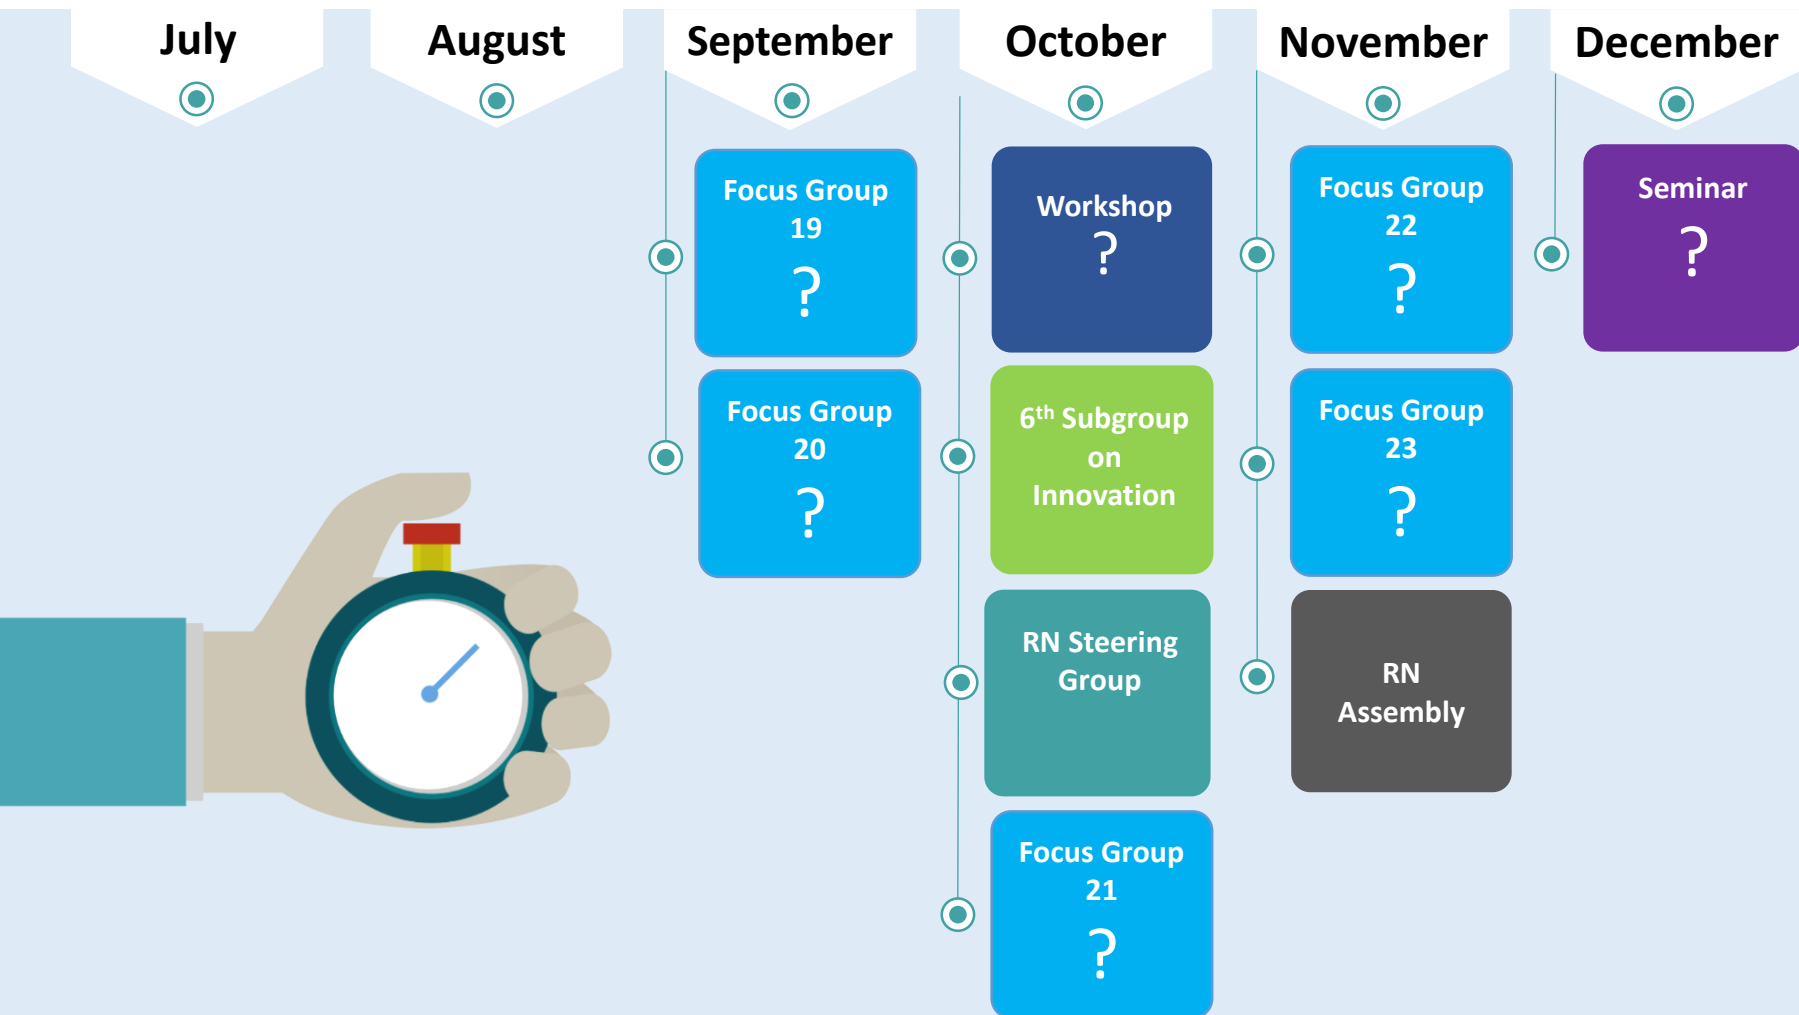 July
August
September
October
November
December
Focus Group
19
?
Focus Group
20
?
Workshop
?
6th Subgroup
on
Innovation
RN Steering
Group
Focus Group
21
?
Focus Group
22
?
Focus Group
23
?
RN
Assembly
Seminar
?